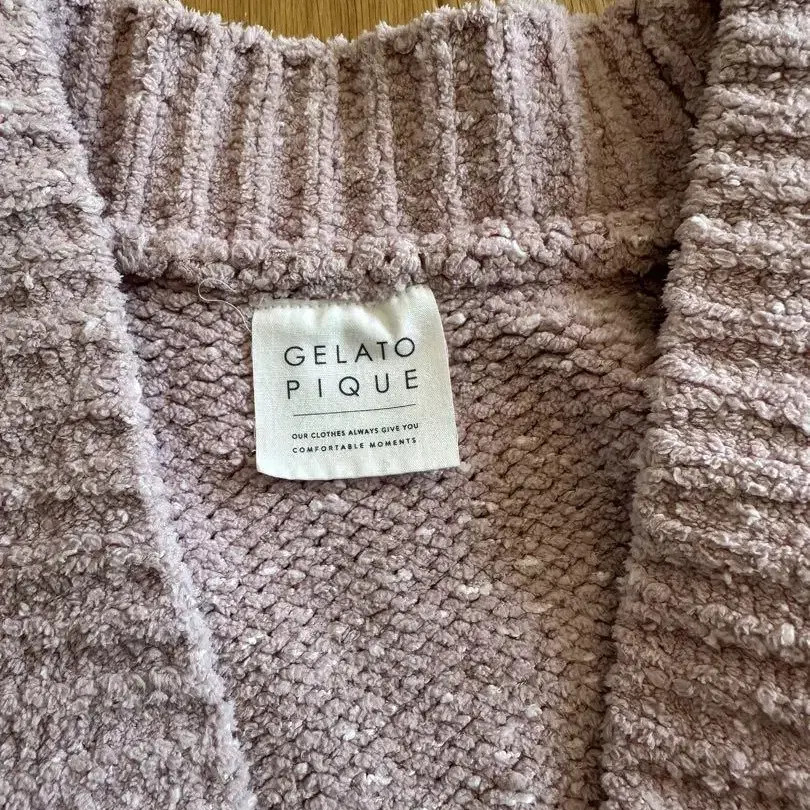 GELATO
PIQUE
OUR CLOTHES ALWAYS GIVE YOU
COMFORTABLE MOMENTS